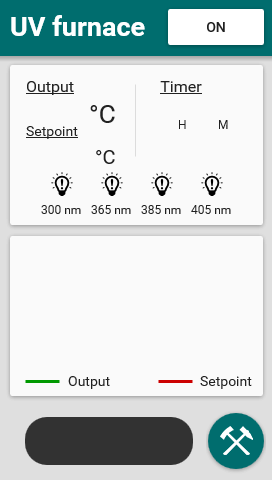 UV furnace
ON
Output
Timer
°C
H
M
Setpoint
°C
300 nm
365 nm
385 nm
405 nm
Output
Setpoint